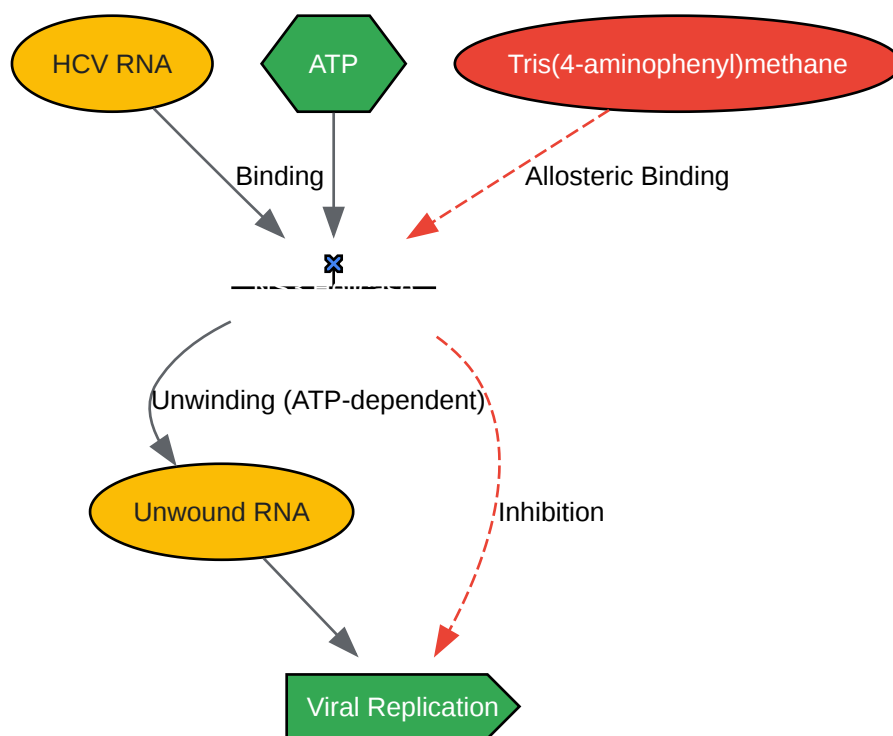 HCV RNA
ATP
Tris(4-aminophenyl)methane
Binding
Allosteric Binding
Unwinding (ATP-dependent)
Unwound RNA
Inhibition
Viral Replication